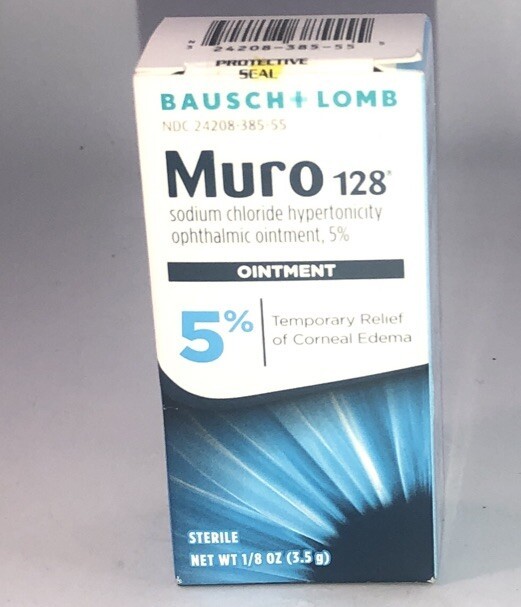 24208-385-55
PROTECTIVE
SEAL
BAUSCH + LOMB
NDC 24208-385-55
Muro 128®
sodium chloride hypertonicity
ophthalmic ointment, 5%
OINTMENT
5%
Temporary Relief
of Corneal Edema
STERILE
NET WT 1/8 OZ (3.5 g)